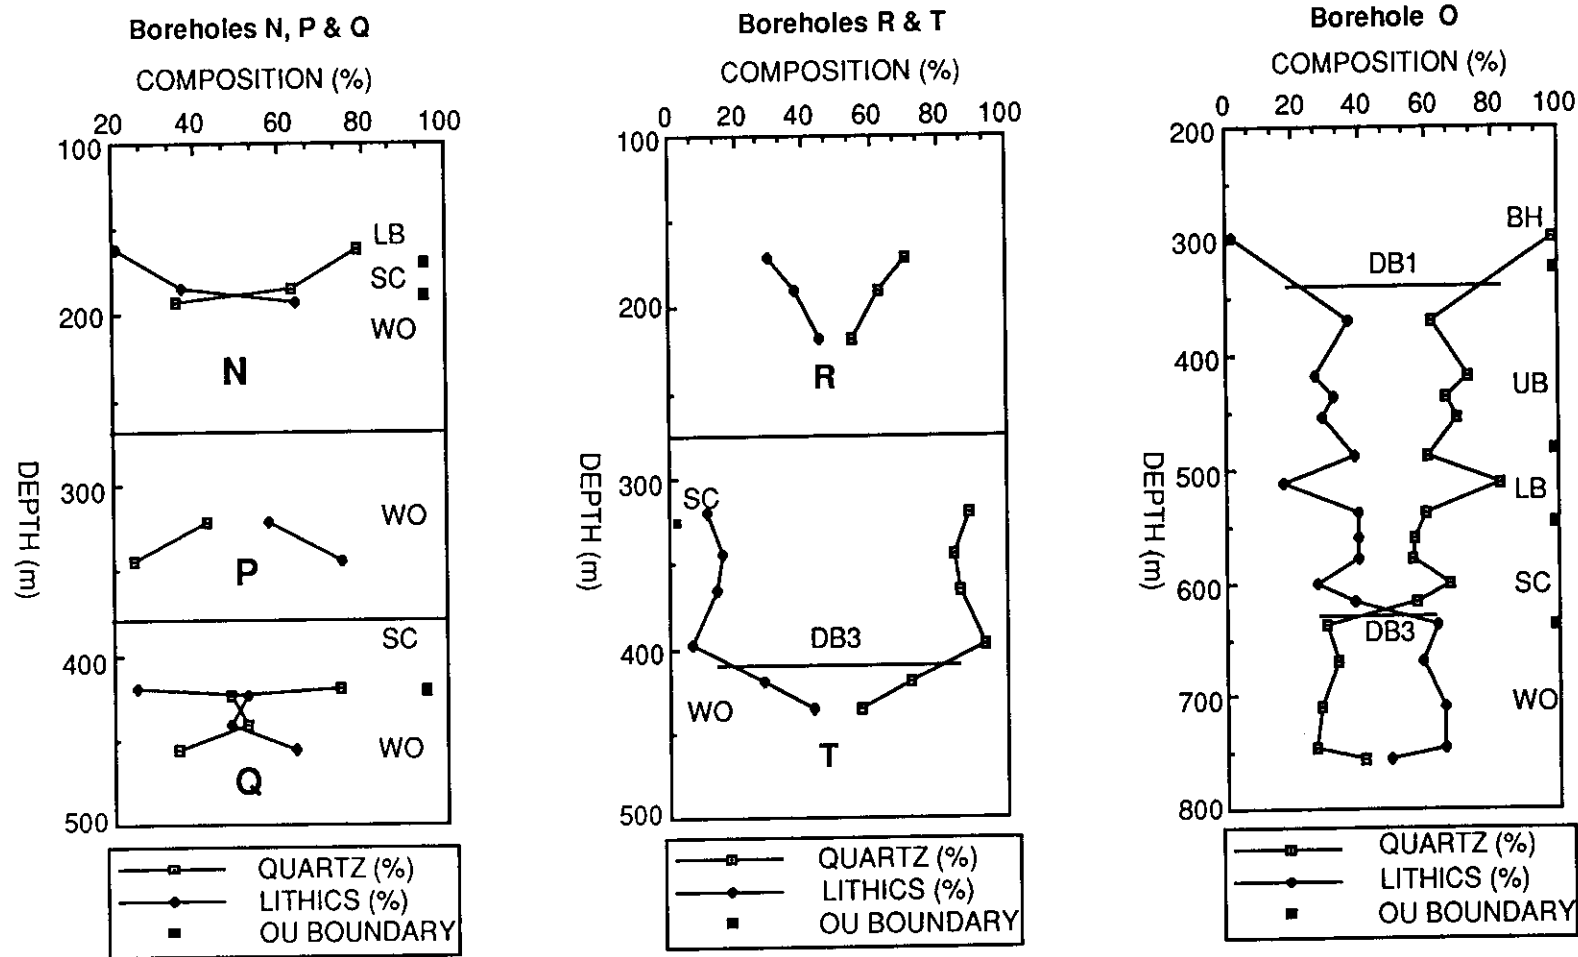 Boreholes N, P & Q
COMPOSITION (%)
20 40 60 80 100
100
200
300
400
500
DEPTH (m)
LB
SC
WO
N
WO
P
SC
WO
Q
QUARTZ (%)
LITHICS (%)
OU BOUNDARY
Boreholes R & T
COMPOSITION (%)
0 20 40 60 80 100
100
200
300
400
500
DEPTH (m)
R
SC
DB3
WO
T
QUARTZ (%)
LITHICS (%)
OU BOUNDARY
Borehole O
COMPOSITION (%)
0 20 40 60 80 100
200
300
400
500
600
700
800
DEPTH (m)
BH
DB1
UB
LB
SC
DB3
WO
QUARTZ (%)
LITHICS (%)
OU BOUNDARY